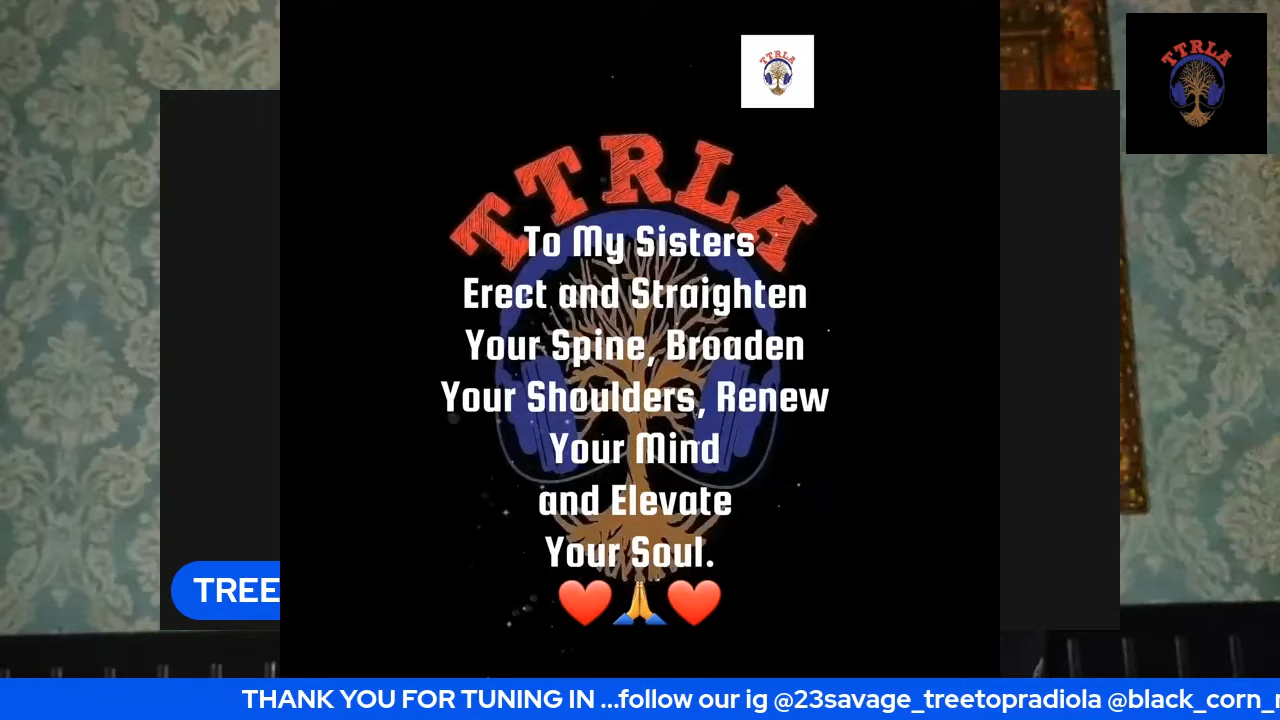 TTRLA
TTRLA
TTRLA
To My Sisters
Erect and Straighten
Your Spine, Broaden
Your Shoulders, Renew
Your Mind
and Elevate
Your Soul.
❤️🙏❤️
TREE
THANK YOU FOR TUNING IN ...follow our ig @23savage_treetopradiola @black_corn_